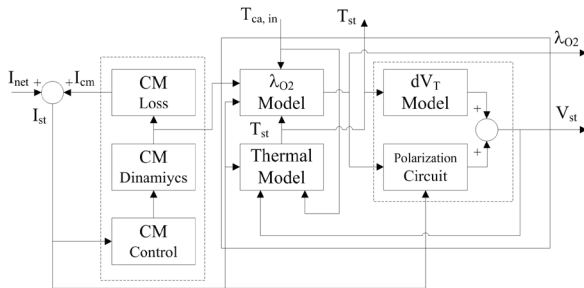 T_ca, in
T_st
λ_O2
I_net + + I_cm
I_st
CM
Loss
λ_O2
Model
dV_T
Model
+
V_st
T_st
CM
Dinamiycs
Thermal
Model
Polarization
Circuit
+
CM
Control